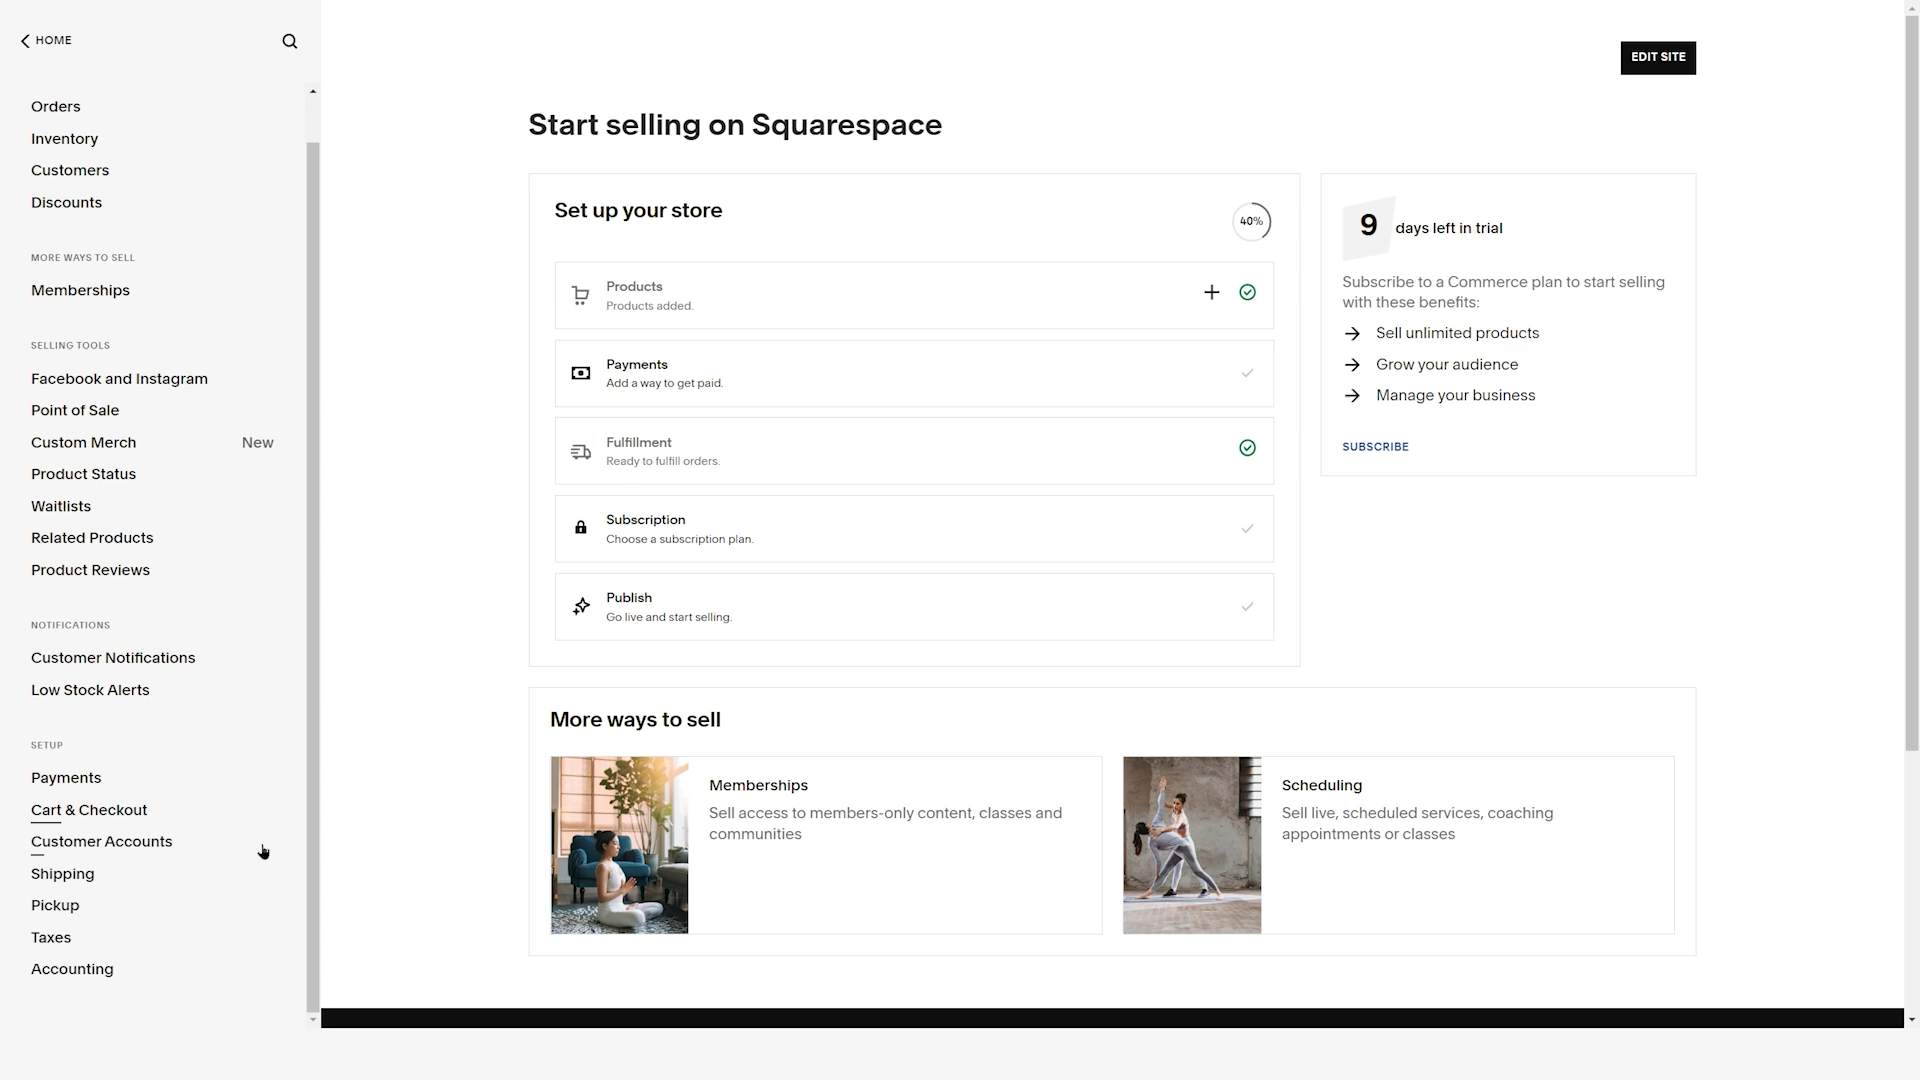 HOME
Orders
Inventory
Customers
Discounts
MORE WAYS TO SELL
Memberships
SELLING TOOLS
Facebook and Instagram
Point of Sale
Custom Merch New
Product Status
Waitlists
Related Products
Product Reviews
NOTIFICATIONS
Customer Notifications
Low Stock Alerts
SETUP
Payments
Cart & Checkout
Customer Accounts
Shipping
Pickup
Taxes
Accounting
EDIT SITE
Start selling on Squarespace
Set up your store
40%
Products
Products added.
Payments
Add a way to get paid.
Fulfillment
Ready to fulfill orders.
Subscription
Choose a subscription plan.
Publish
Go live and start selling.
9 days left in trial
Subscribe to a Commerce plan to start selling
with these benefits:
Sell unlimited products
Grow your audience
Manage your business
SUBSCRIBE
More ways to sell
Memberships
Sell access to members-only content, classes and
communities
Scheduling
Sell live, scheduled services, coaching
appointments or classes